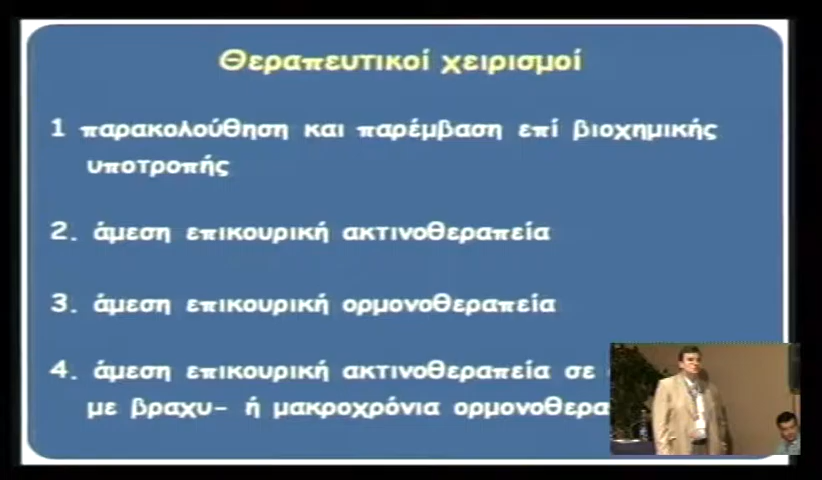 Θεραπευτικοί χειρισμοί
1 παρακολούθηση και παρέμβαση επί βιοχημικής
υποτροπής
2. άμεση επικουρική ακτινοθεραπεία
3. άμεση επικουρική ορμονοθεραπεία
4. άμεση επικουρική ακτινοθεραπεία σε
με βραχυ- ή μακροχρόνια